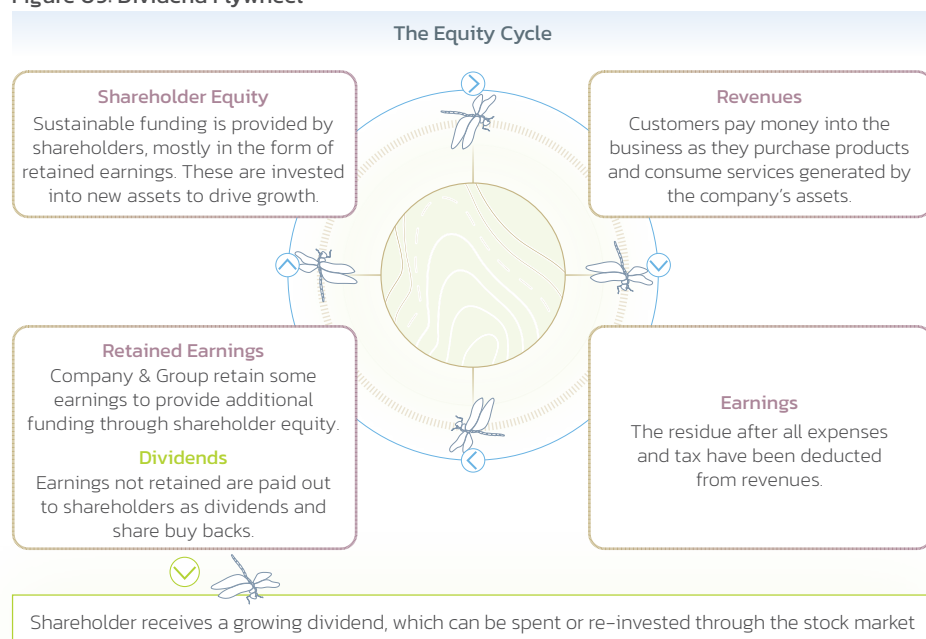 The Equity Cycle
Shareholder Equity
Sustainable funding is provided by
shareholders, mostly in the form of
retained earnings. These are invested
into new assets to drive growth.
Revenues
Customers pay money into the
business as they purchase products
and consume services generated by
the company's assets.
Retained Earnings
Company & Group retain some
earnings to provide additional
funding through shareholder equity.
Dividends
Earnings not retained are paid out
to shareholders as dividends and
share buy backs.
Earnings
The residue after all expenses
and tax have been deducted
from revenues.
Shareholder receives a growing dividend, which can be spent or re-invested through the stock market